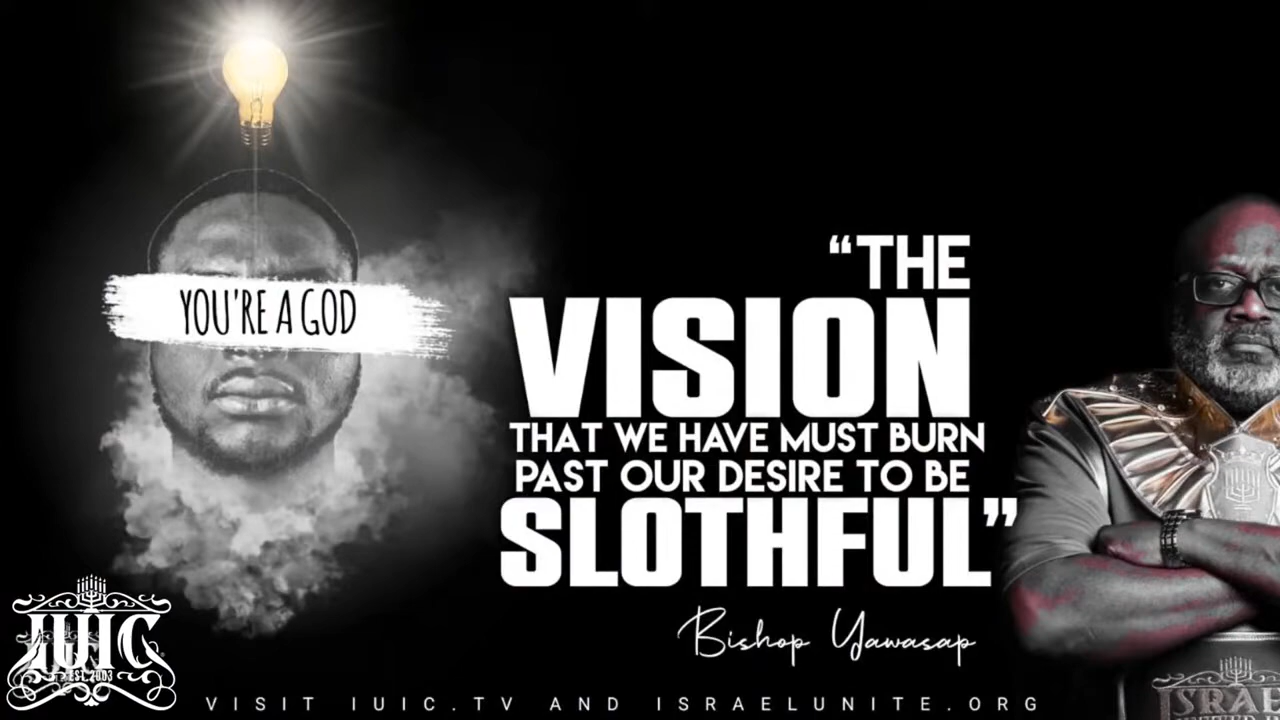 YOU'RE A GOD
“THE
VISION
THAT WE HAVE MUST BURN
PAST OUR DESIRE TO BE
SLOTHFUL”
Bishop Yawasap
IUIC
EST. 2003
VISIT IUIC.TV AND ISRAELUNITE.ORG